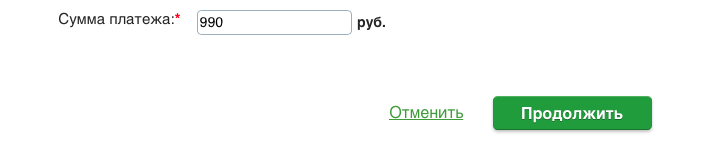 Сумма платежа:* 990 руб.
Отменить Продолжить